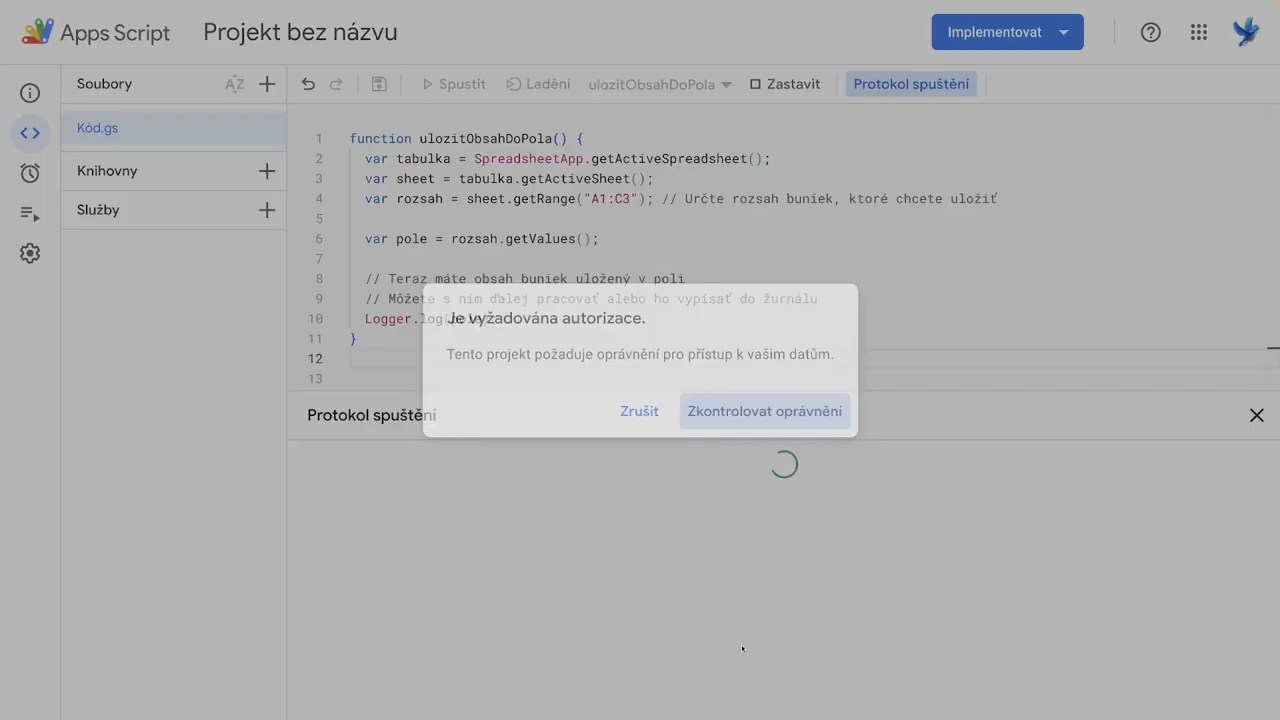 Apps Script
Projekt bez názvu
Implementovat
Soubory
AZ
Spustit
Ladění
ulozitObsahDoPola
Zastavit
Protokol spuštění
Kód.gs
Knihovny
Služby
1 function ulozitObsahDoPola() {
2 var tabulka = SpreadsheetApp.getActiveSpreadsheet();
3 var sheet = tabulka.getActiveSheet();
4 var rozsah = sheet.getRange("A1:C3"); // Určte rozsah buniek, ktoré chcete uložiť
5
6 var pole = rozsah.getValues();
7
8 // Teraz máte obsah buniek uložený v poli
9 // Môžete s ním ďalej pracovať alebo ho vypísať do žurnálu
10 Logger.log
11 }
12
13
Je vyžadována autorizace.
Tento projekt požaduje oprávnění pro přístup k vašim datům.
Zrušit
Zkontrolovat oprávnění
Protokol spuštění